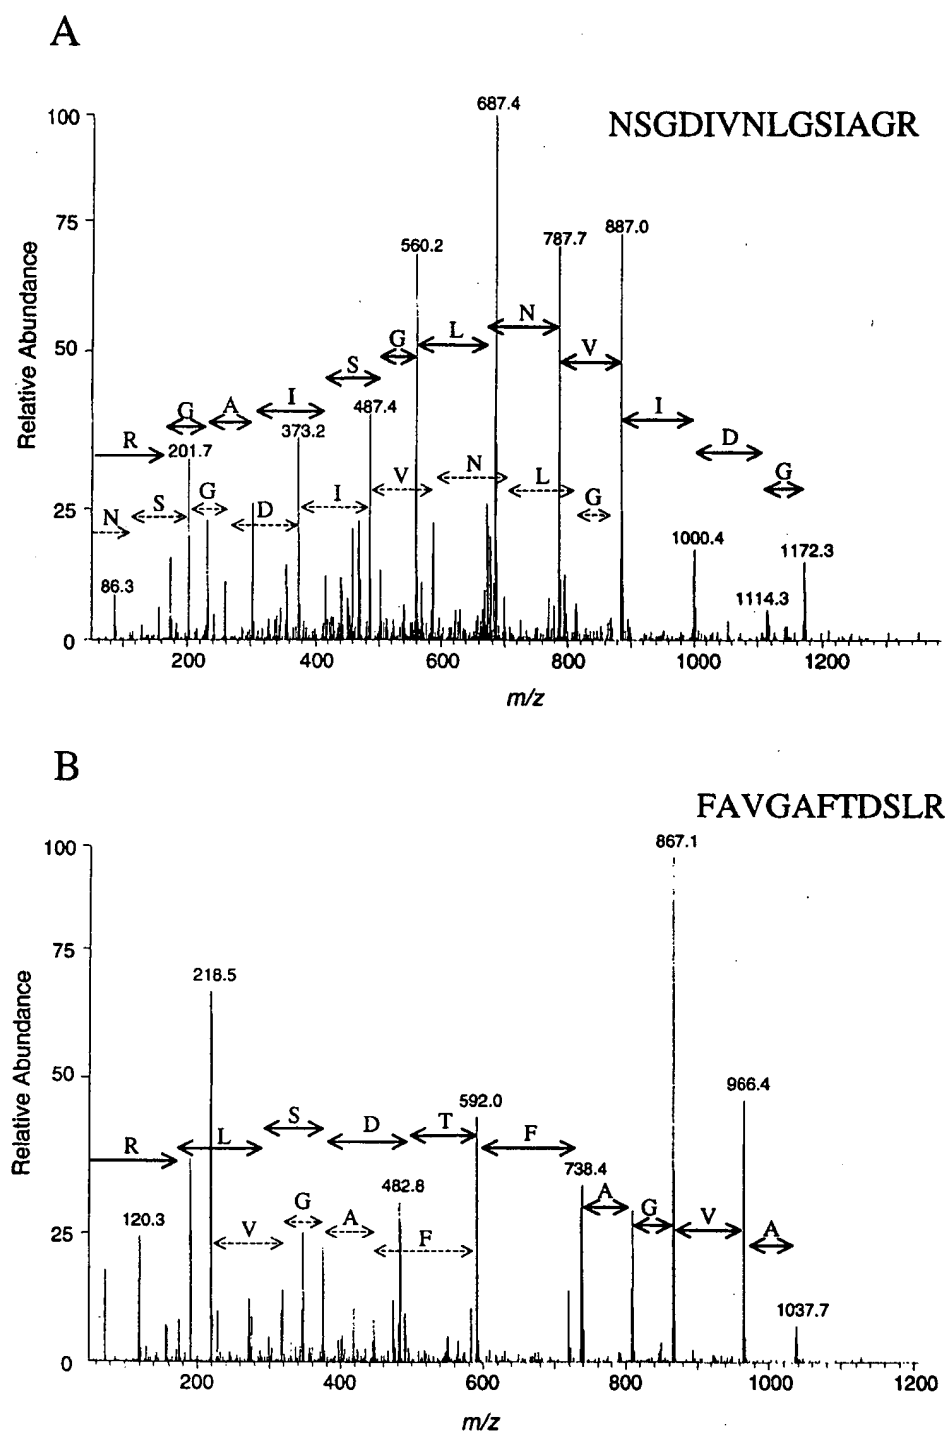 A
100
687.4
NSGDIVNLGSIAGR
75
560.2
787.7
887.0
Relative Abundance
50
R
G
A
I
S
G
L
N
V
I
D
G
201.7
373.2
487.4
25
N
S
G
D
I
V
N
L
G
86.3
1000.4
1114.3
1172.3
0
200
400
600
800
1000
1200
m/z
B
FAVGAFTDSLR
100
867.1
75
218.5
Relative Abundance
50
592.0
966.4
R
L
S
D
T
F
A
G
V
A
738.4
482.8
120.3
25
V
G
A
F
1037.7
0
200
400
600
800
1000
1200
m/z